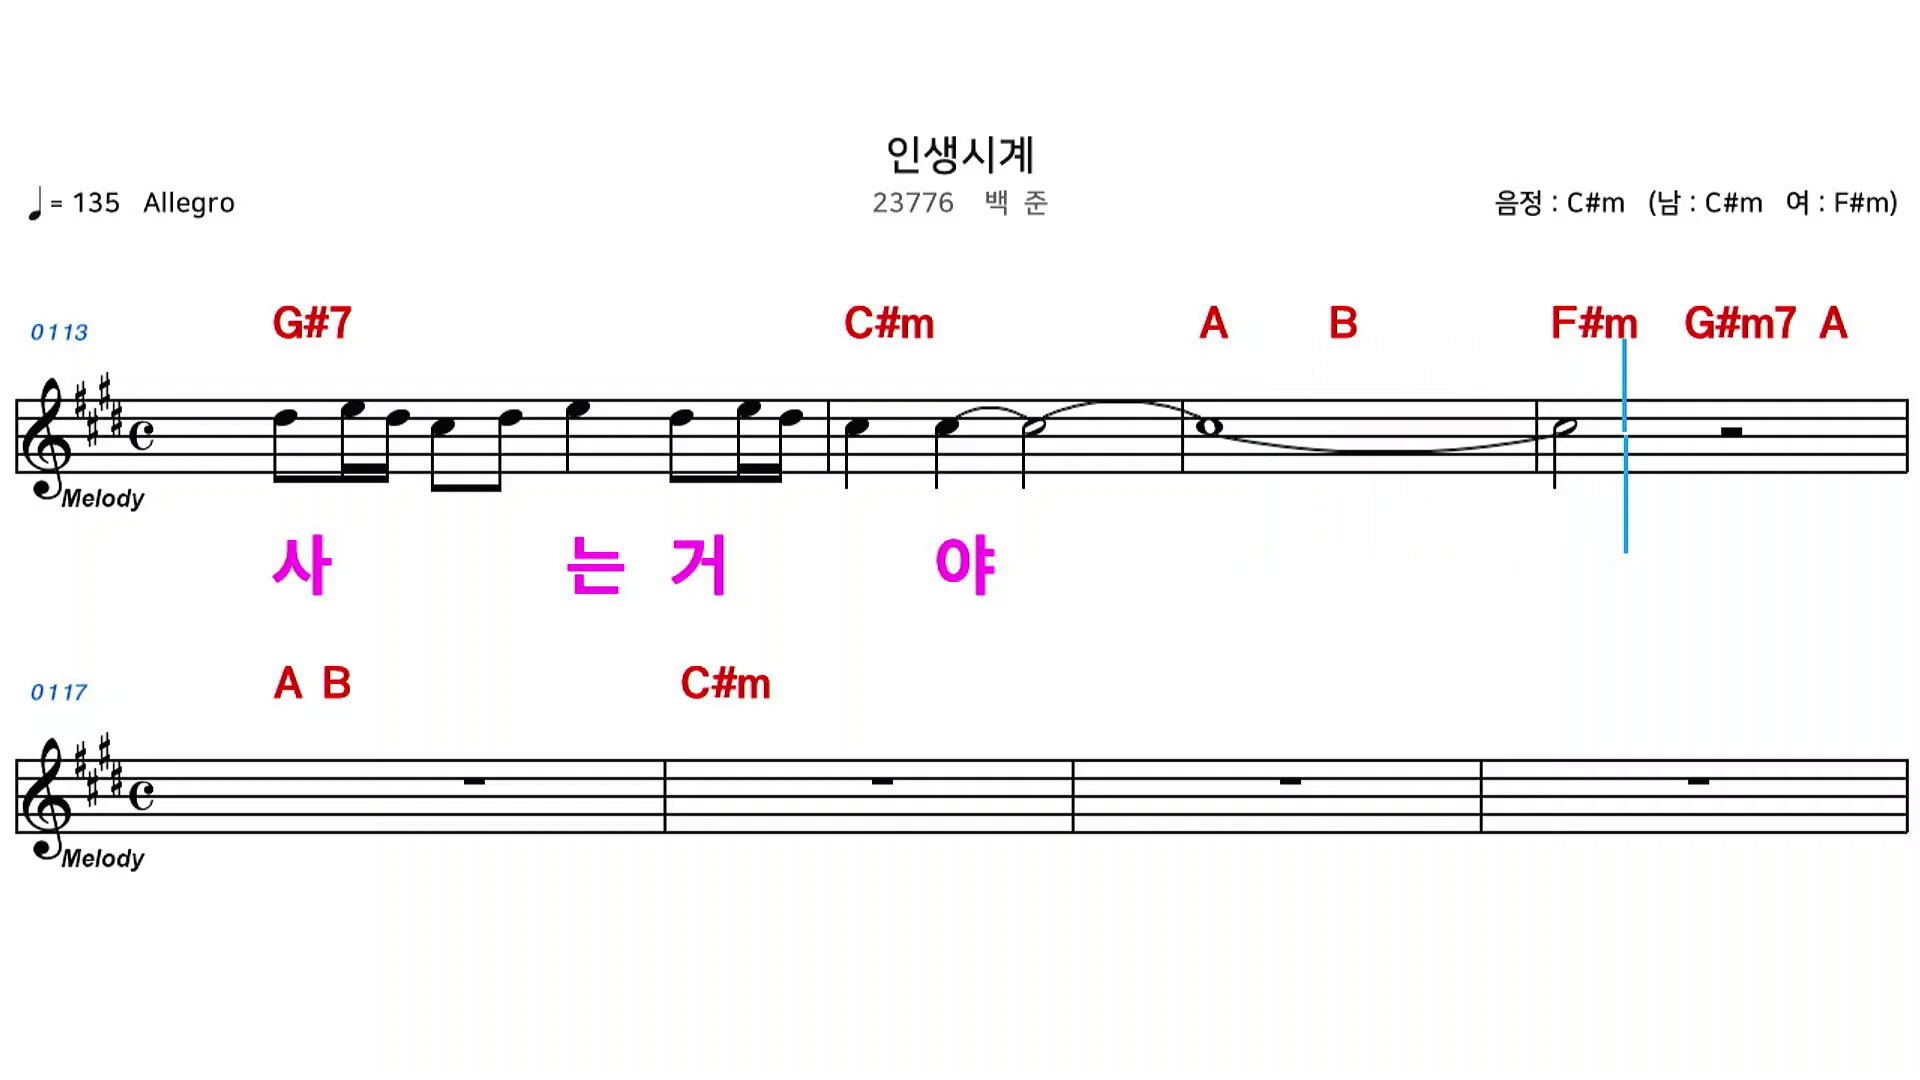 인생시계
♩= 135 Allegro
23776 백 준
음정 : C#m (남 : C#m 여 : F#m)
0113
G#7 C#m A B F#m G#m7 A
Melody
사 는 거 야
0117
A B C#m
Melody